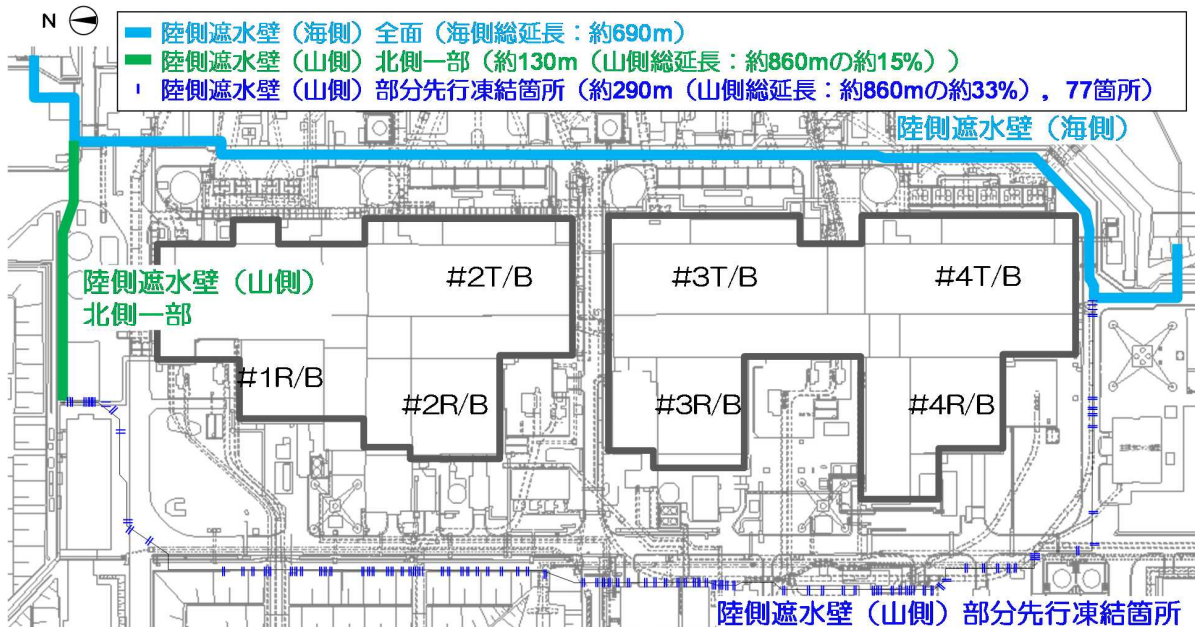 N
陸側遮水壁（海側）全面（海側総延長：約690m）
陸側遮水壁（山側）北側一部（約130m（山側総延長：約860mの約15%））
陸側遮水壁（山側）部分先行凍結箇所（約290m（山側総延長：約860mの約33%），77箇所）
陸側遮水壁（海側）
陸側遮水壁（山側）
北側一部
#2T/B
#3T/B
#4T/B
#1R/B
#2R/B
#3R/B
#4R/B
陸側遮水壁（山側）部分先行凍結箇所